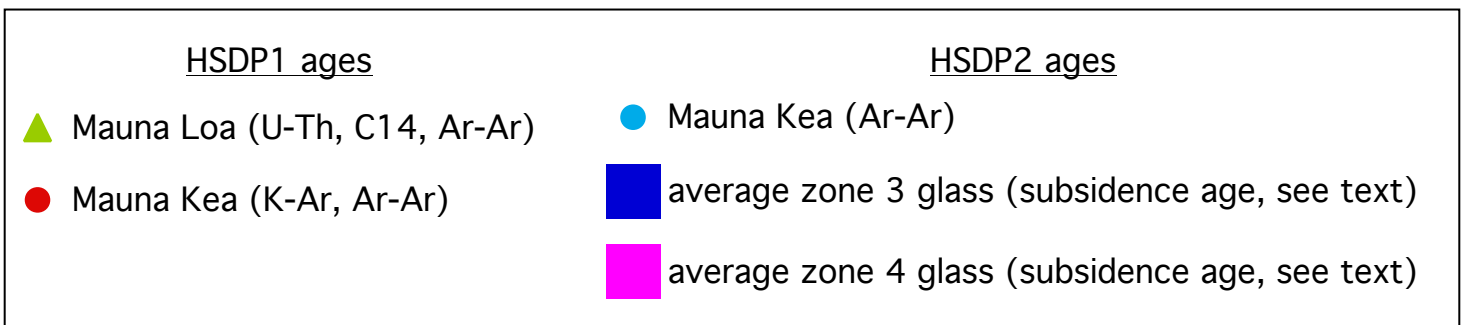 HSDP1 ages
Mauna Loa (U-Th, C14, Ar-Ar)
Mauna Kea (K-Ar, Ar-Ar)
HSDP2 ages
Mauna Kea (Ar-Ar)
average zone 3 glass (subsidence age, see text)
average zone 4 glass (subsidence age, see text)